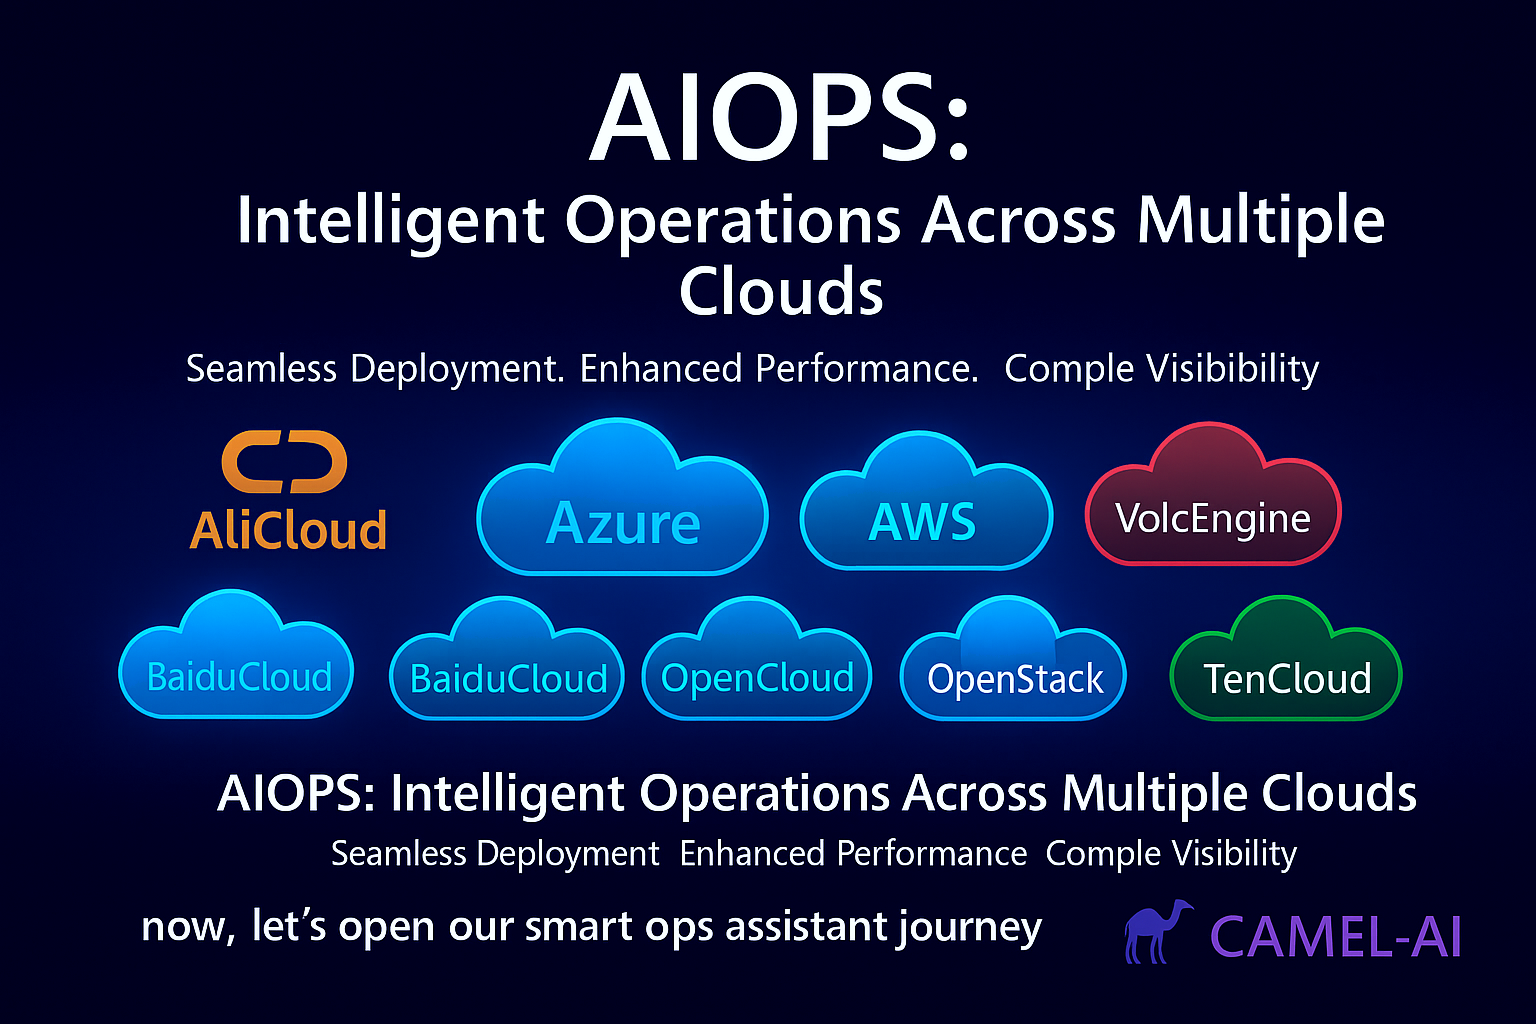 AIOPS:
Intelligent Operations Across Multiple
Clouds
Seamless Deployment. Enhanced Performance. Comple Visibibility
AliCloud
Azure
AWS
VolcEngine
BaiduCloud
BaiduCloud
OpenCloud
OpenStack
TenCloud
AIOPS: Intelligent Operations Across Multiple Clouds
Seamless Deployment Enhanced Performance Comple Visibility
now, let's open our smart ops assistant journey
CAMEL-AI